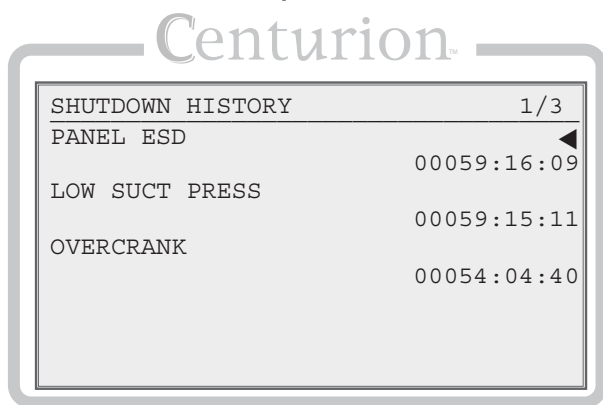 Centurion™
SHUTDOWN HISTORY 1/3
PANEL ESD
00059:16:09
LOW SUCT PRESS
00059:15:11
OVERCRANK
00054:04:40